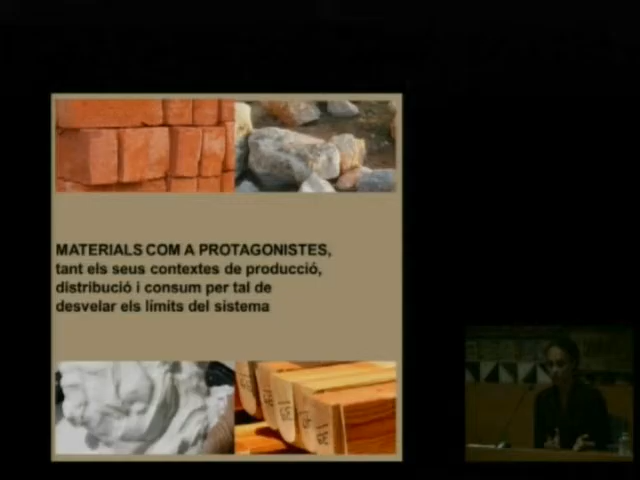 MATERIALS COM A PROTAGONISTES,
tant els seus contextes de producció,
distribució i consum per tal de
desvelar els límits del sistema